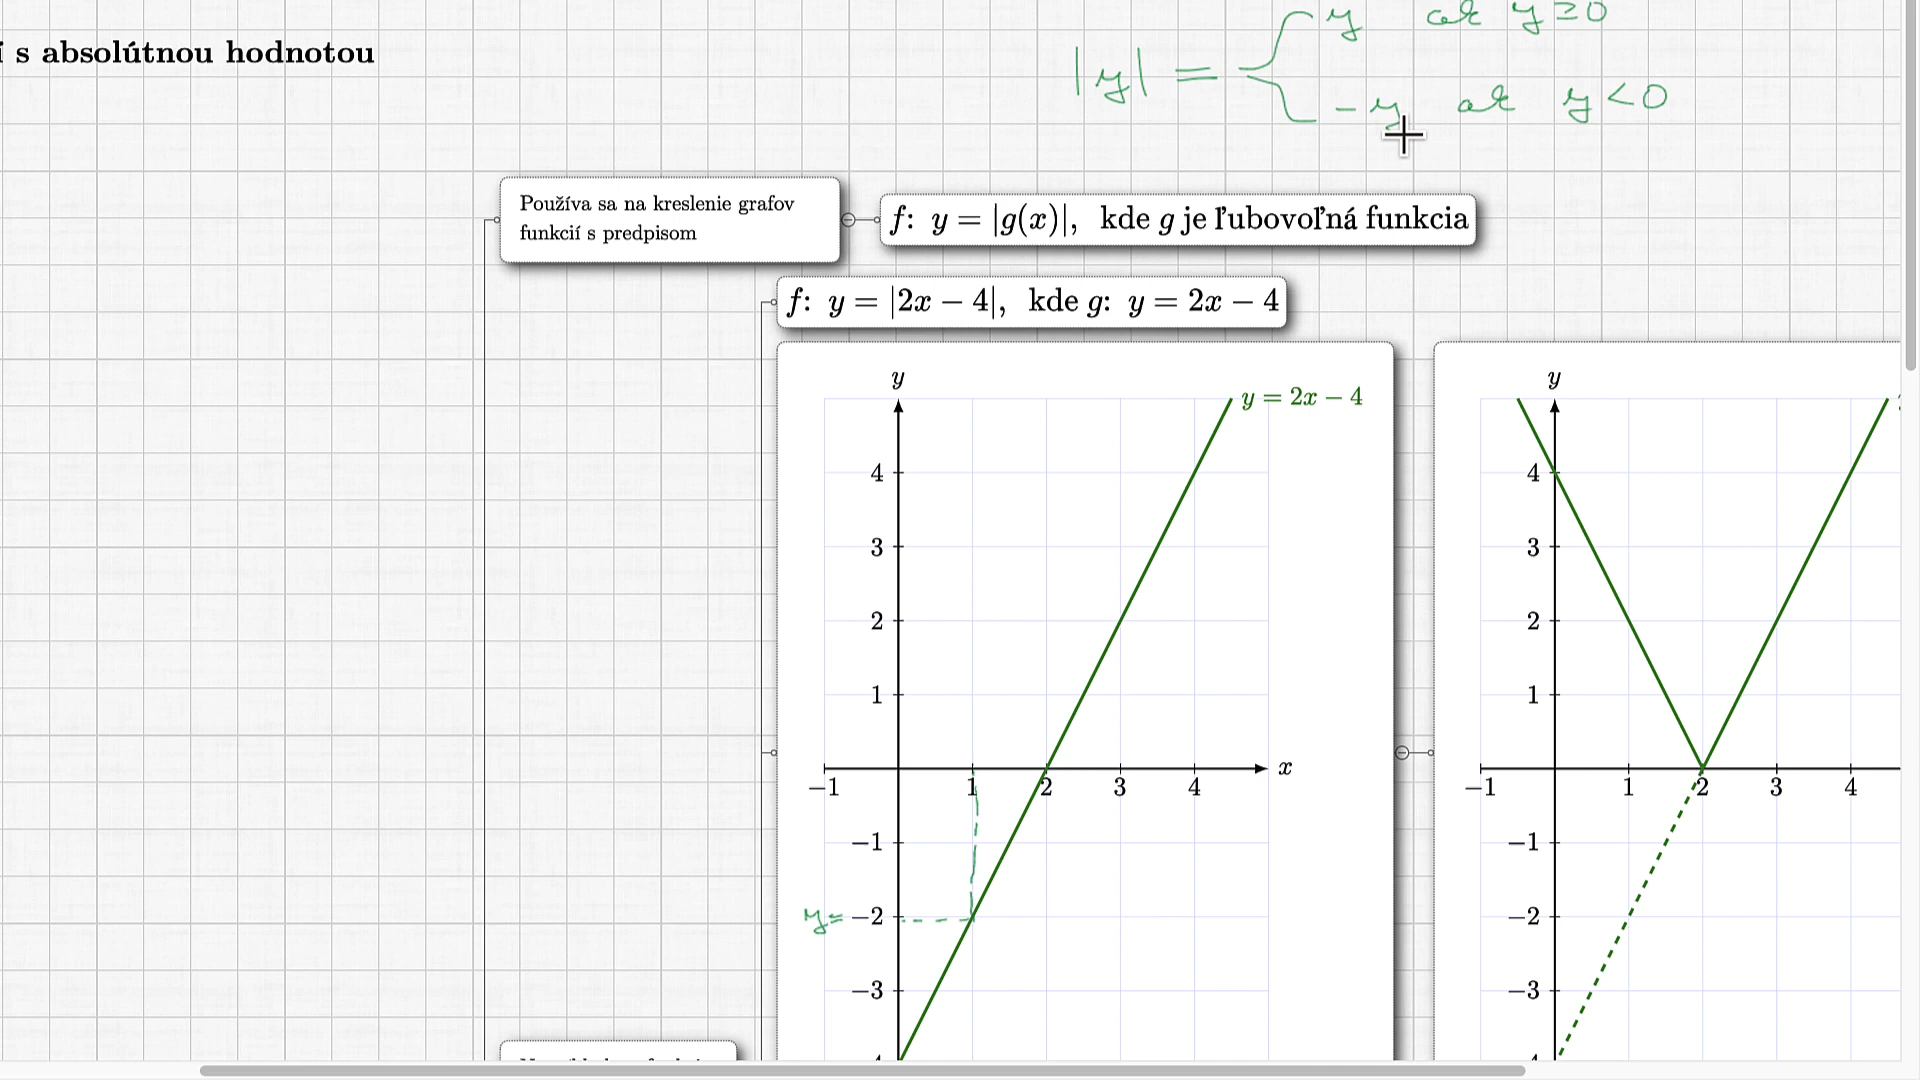 í s absolútnou hodnotou
y ak y ≥ 0
|y| =
-y ak y < 0
Používa sa na kreslenie grafov
funkcií s predpisom
f: y = |g(x)|, kde g je ľubovoľná funkcia
f: y = |2x − 4|, kde g: y = 2x − 4
y
y = 2x − 4
4
3
2
1
−1 1 2 3 4 x
−1
y = −2
−3
y
4
3
2
1
−1 1 2 3 4
−1
−2
−3